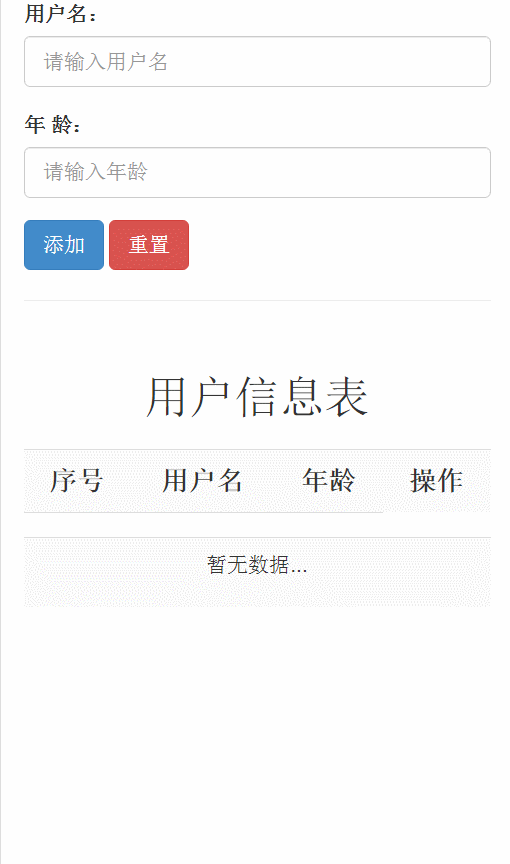 用户名：
请输入用户名
年 龄：
请输入年龄
添加 重置
用户信息表
序号 用户名 年龄 操作
暂无数据...